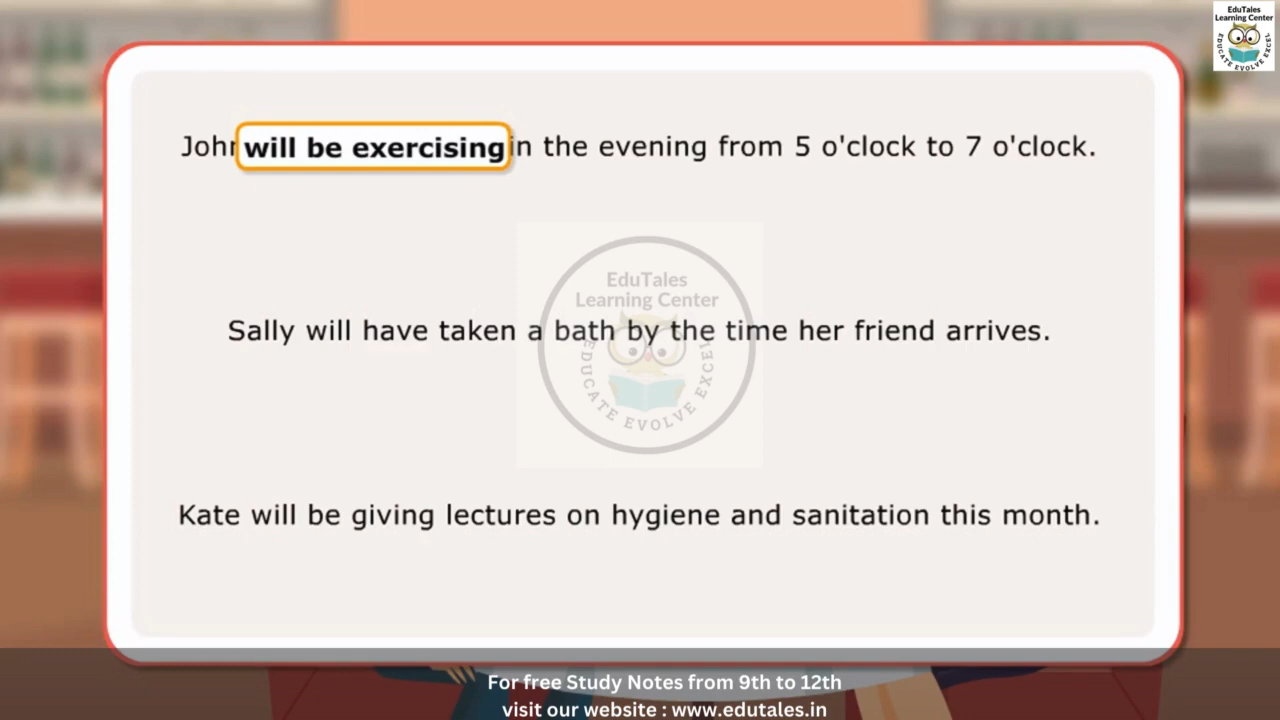 EduTales
Learning Center
EDUCATE EVOLVE EXCEL
John will be exercising in the evening from 5 o'clock to 7 o'clock.
EduTales
Learning Center
Sally will have taken a bath by the time her friend arrives.
EDUCATE EVOLVE EXCEL
Kate will be giving lectures on hygiene and sanitation this month.
For free Study Notes from 9th to 12th
visit our website : www.edutales.in